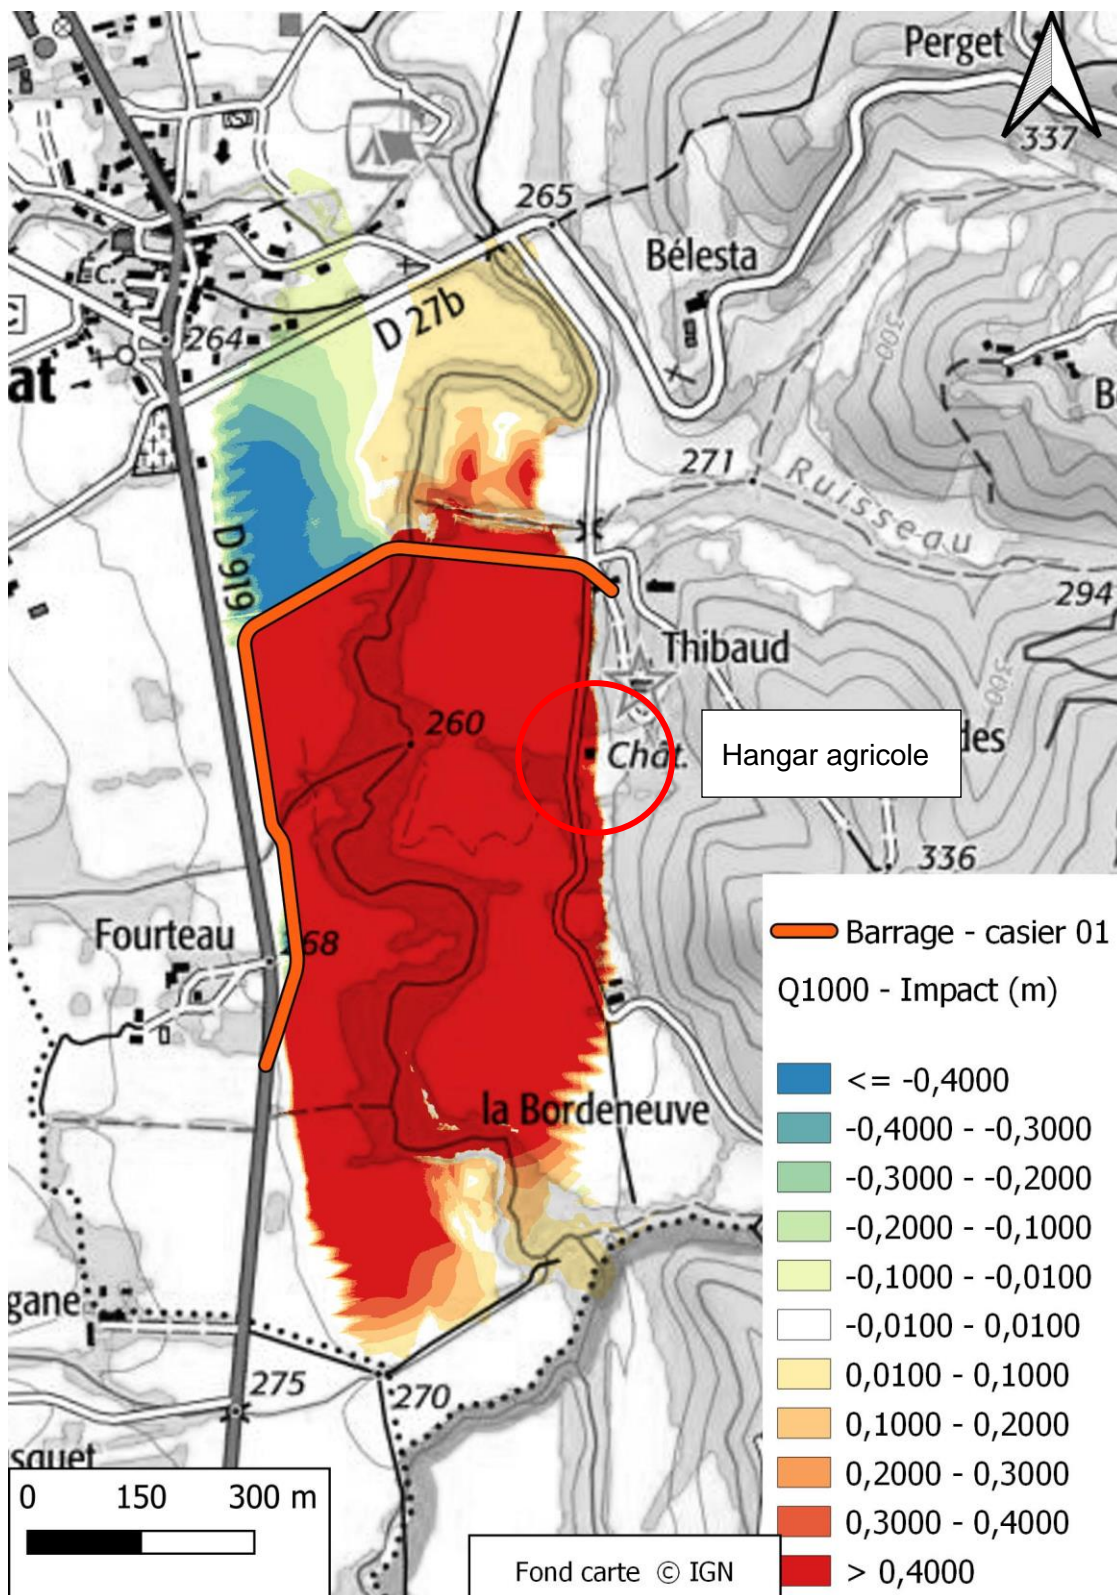 Perget
337
265
Bélesta
Éc.
264
D 27b
at
B
271
Ruisseau
D 919
294
Thibaud
300
300
260
Chât.
Hangar agricole
des
336
Fourteau
268
la Bordeneuve
gane
275
270
squet
Barrage - casier 01
Q1000 - Impact (m)
<= -0,4000
-0,4000 - -0,3000
-0,3000 - -0,2000
-0,2000 - -0,1000
-0,1000 - -0,0100
-0,0100 - 0,0100
0,0100 - 0,1000
0,1000 - 0,2000
0,2000 - 0,3000
0,3000 - 0,4000
> 0,4000
0 150 300 m
Fond carte © IGN